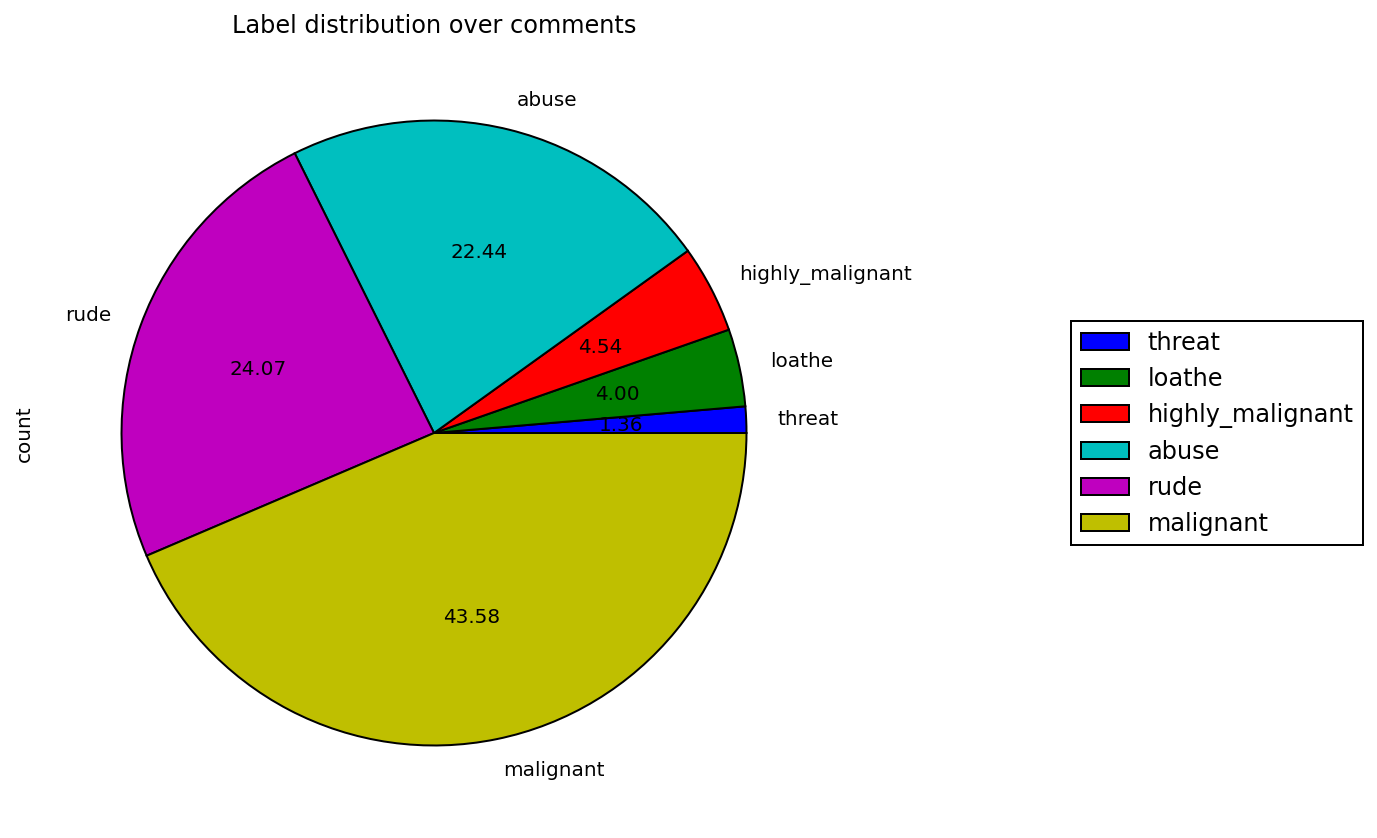 Label distribution over comments
abuse
22.44
highly_malignant
rude
4.54
loathe
24.07
4.00
threat
1.36
count
43.58
malignant
threat
loathe
highly_malignant
abuse
rude
malignant